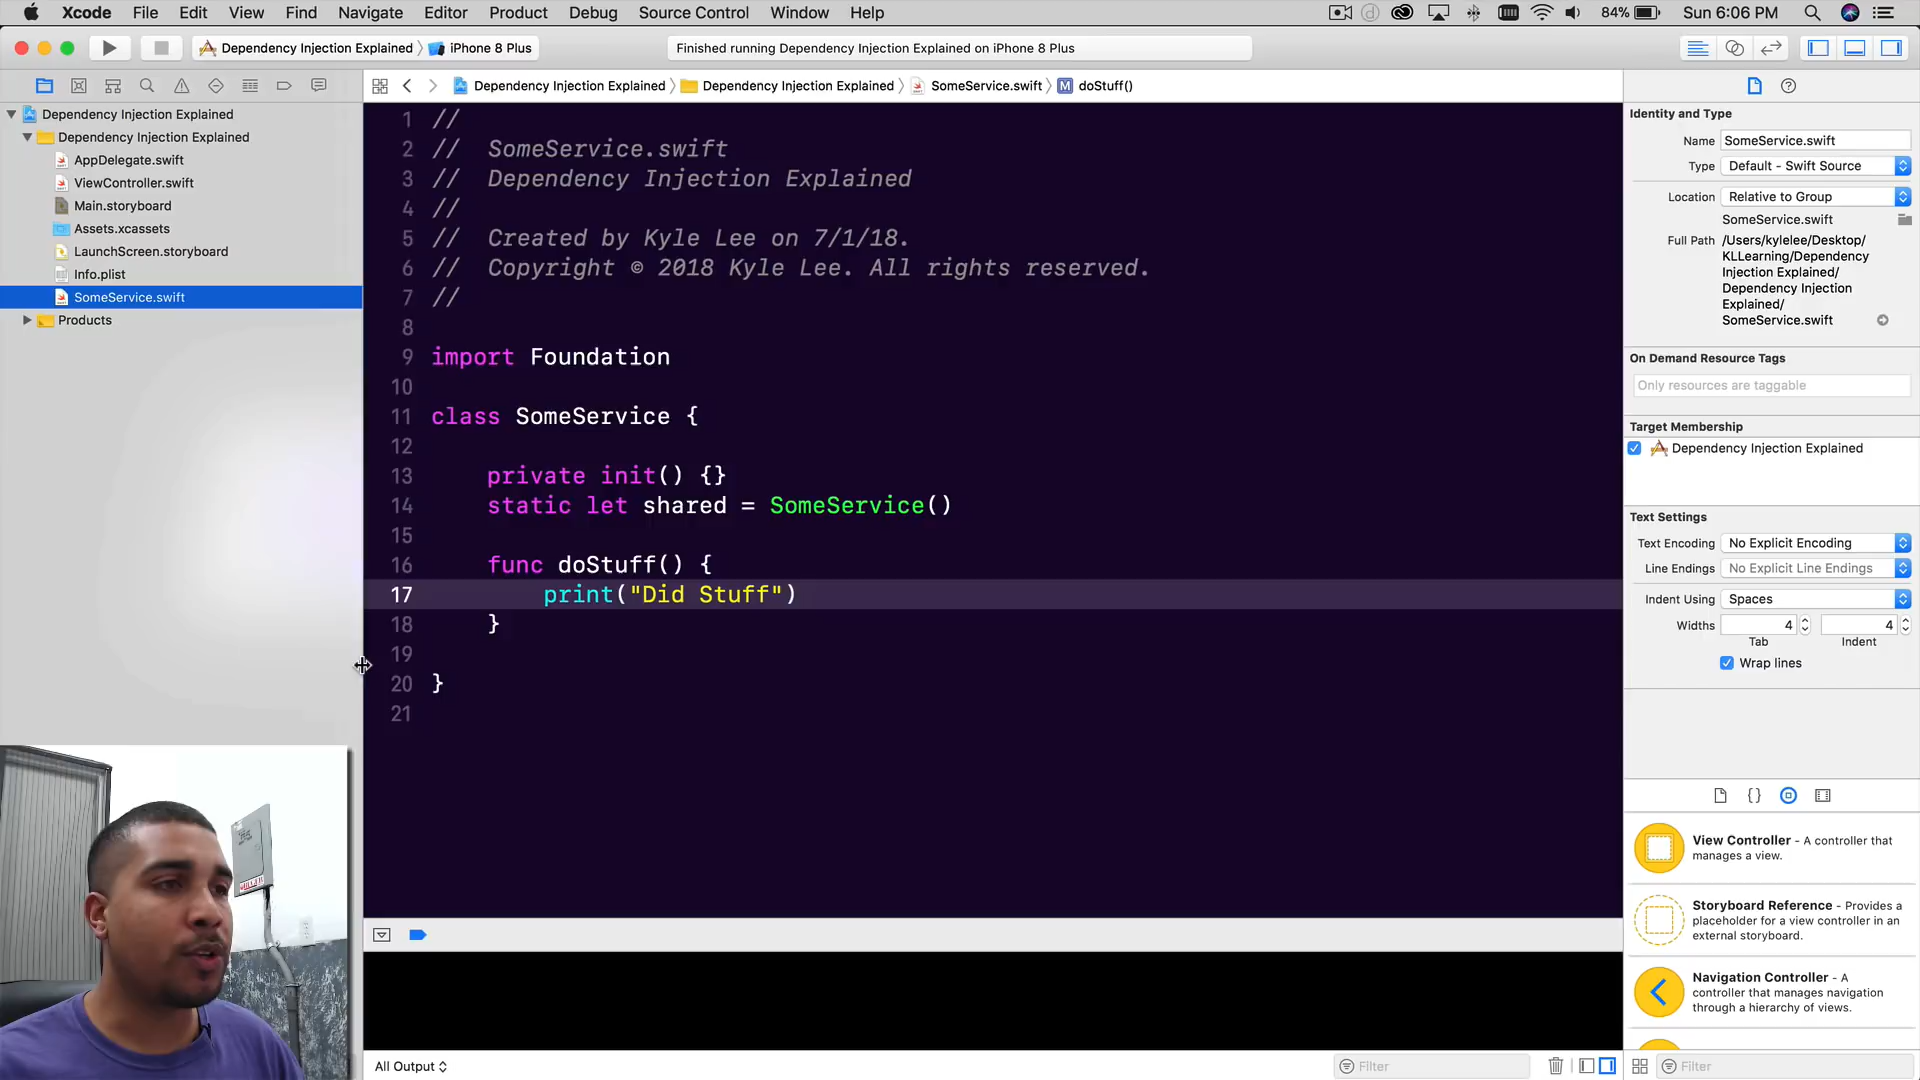 Xcode File Edit View Find Navigate Editor Product Debug Source Control Window Help 84% Sun 6:06 PM
Dependency Injection Explained iPhone 8 Plus
Finished running Dependency Injection Explained on iPhone 8 Plus
Dependency Injection Explained
Dependency Injection Explained
AppDelegate.swift
ViewController.swift
Main.storyboard
Assets.xcassets
LaunchScreen.storyboard
Info.plist
SomeService.swift
Products
Dependency Injection Explained Dependency Injection Explained SomeService.swift M doStuff()
1 //
2 // SomeService.swift
3 // Dependency Injection Explained
4 //
5 // Created by Kyle Lee on 7/1/18.
6 // Copyright © 2018 Kyle Lee. All rights reserved.
7 //
8
9 import Foundation
10
11 class SomeService {
12
13 private init() {}
14 static let shared = SomeService()
15
16 func doStuff() {
17 print("Did Stuff")
18 }
19
20 }
21
All Output
Filter
Identity and Type
Name SomeService.swift
Type Default - Swift Source
Location Relative to Group
SomeService.swift
Full Path /Users/kylelee/Desktop/
KLLearning/Dependency
Injection Explained/
Dependency Injection
Explained/
SomeService.swift
On Demand Resource Tags
Only resources are taggable
Target Membership
Dependency Injection Explained
Text Settings
Text Encoding No Explicit Encoding
Line Endings No Explicit Line Endings
Indent Using Spaces
Widths 4 4
Tab Indent
Wrap lines
View Controller - A controller that
manages a view.
Storyboard Reference - Provides a
placeholder for a view controller in an
external storyboard.
Navigation Controller - A
controller that manages navigation
through a hierarchy of views.
Filter